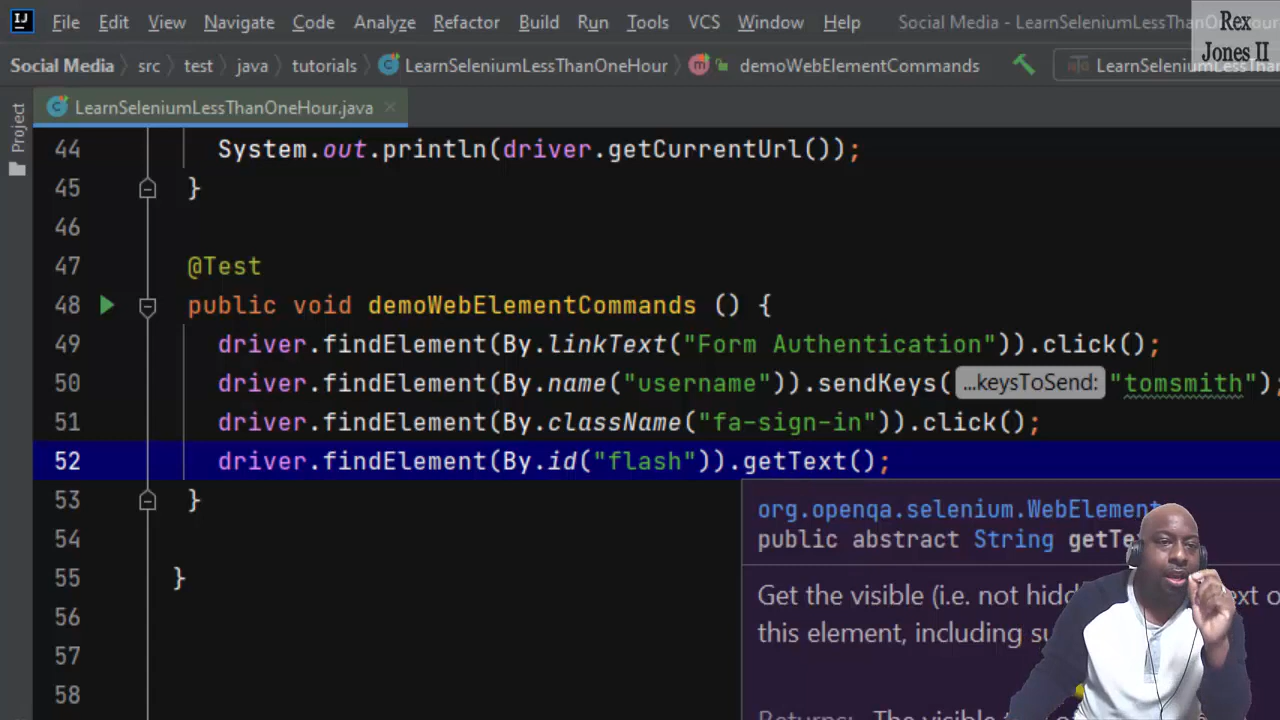 File Edit View Navigate Code Analyze Refactor Build Run Tools VCS Window Help Social Media - LearnSeleniumLessThanOneHour
Rex
Jones II
Social Media src test java tutorials LearnSeleniumLessThanOneHour demoWebElementCommands
LearnSeleniumLessThanOneHour.java
Project
44 System.out.println(driver.getCurrentUrl());
45 }
46
47 @Test
48 public void demoWebElementCommands () {
49 driver.findElement(By.linkText("Form Authentication")).click();
50 driver.findElement(By.name("username")).sendKeys( ...keysToSend: "tomsmith");
51 driver.findElement(By.className("fa-sign-in")).click();
52 driver.findElement(By.id("flash")).getText();
53 }
54
55 }
56
57
58
org.openqa.selenium.WebElement
public abstract String
Get the visible (i.e. not
this element, including
Returns: The visible